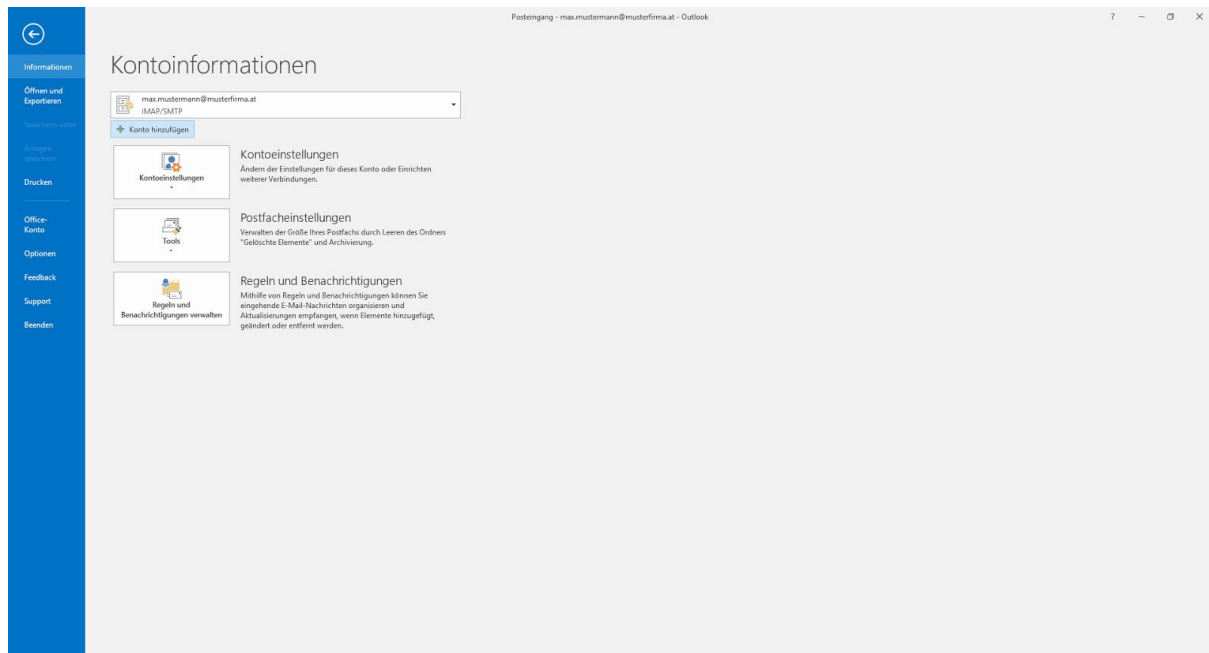 Posteingang - max.mustermann@musterfirma.at - Outlook
?
Informationen
Öffnen und
Exportieren
Speichern unter
Anlagen
speichern
Drucken
Office-
Konto
Optionen
Feedback
Support
Beenden
Kontoinformationen
max.mustermann@musterfirma.at
IMAP/SMTP
Konto hinzufügen
Kontoeinstellungen
Kontoeinstellungen
Ändern der Einstellungen für dieses Konto oder Einrichten
weiterer Verbindungen.
Tools
Postfacheinstellungen
Verwalten der Größe Ihres Postfachs durch Leeren des Ordners
"Gelöschte Elemente" und Archivierung.
Regeln und
Benachrichtigungen verwalten
Regeln und Benachrichtigungen
Mithilfe von Regeln und Benachrichtigungen können Sie
eingehende E-Mail-Nachrichten organisieren und
Aktualisierungen empfangen, wenn Elemente hinzugefügt,
geändert oder entfernt werden.